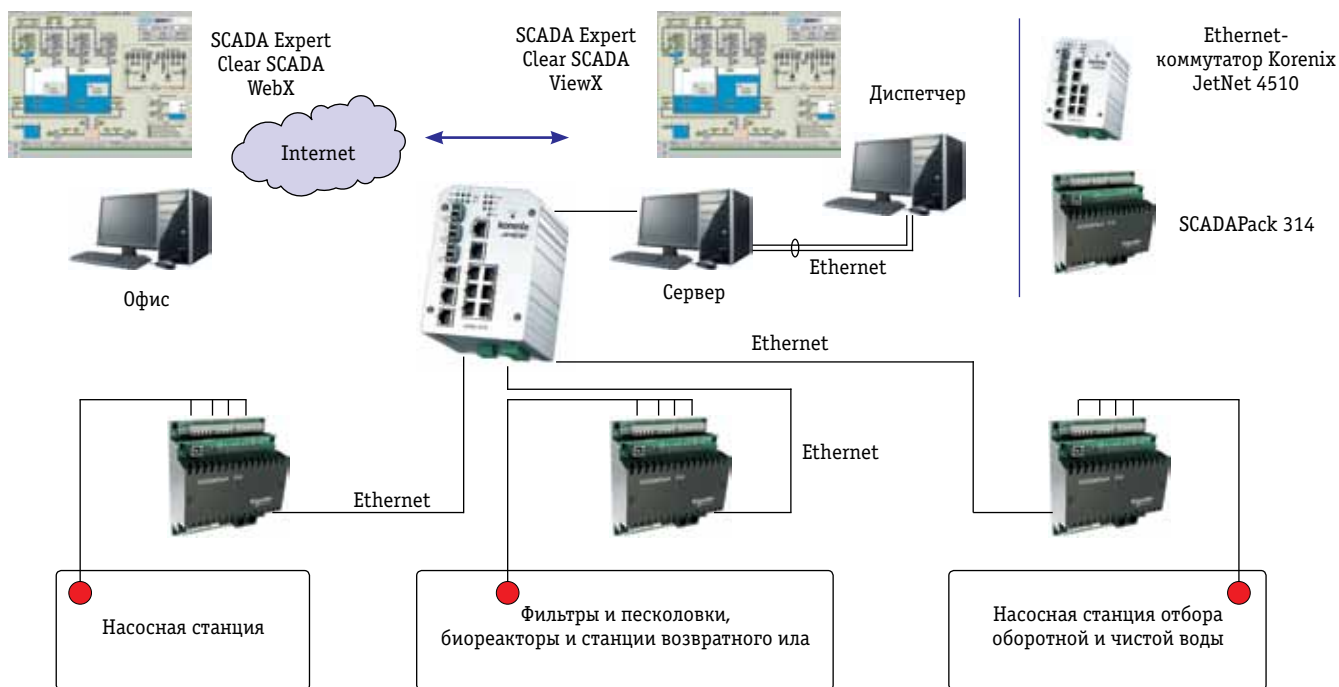 SCADA Expert
Clear SCADA
WebX
SCADA Expert
Clear SCADA
ViewX
Диспетчер
Ethernet-
коммутатор Korenix
JetNet 4510
Internet
korenix
SCADAPack 314
Офис
Сервер
Ethernet
Ethernet
Ethernet
Ethernet
Насосная станция
Фильтры и песколовки,
биореакторы и станции возвратного ила
Насосная станция отбора
оборотной и чистой воды